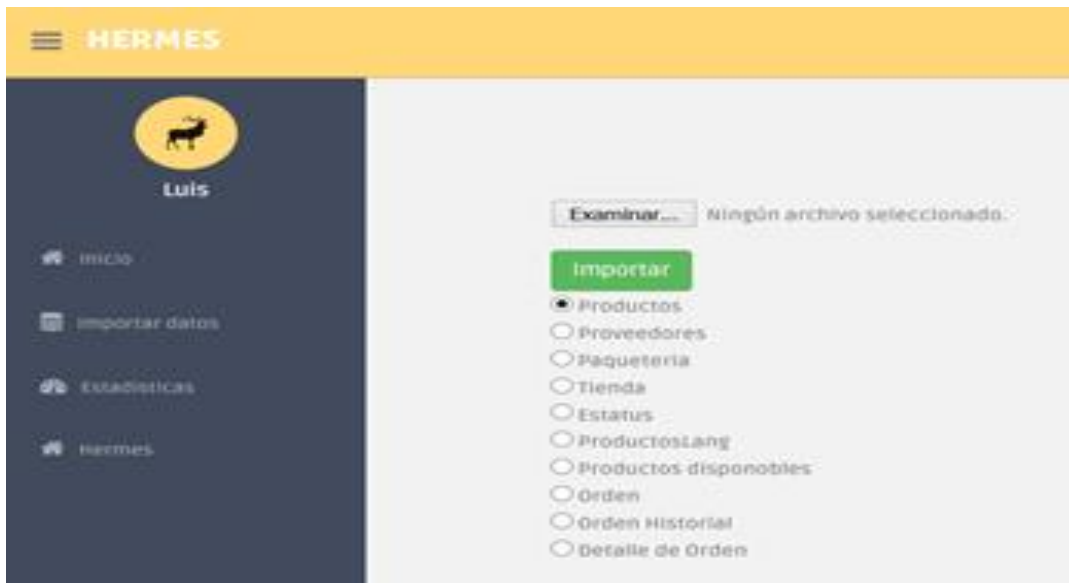 HERMES
Luis
Inicio
Importar datos
Estadisticas
Hermes
Examinar... Ningún archivo seleccionado.
Importar
Productos
Proveedores
Paqueteria
Tienda
Estatus
ProductosLang
Productos disponobles
Orden
Orden Historial
Detalle de Orden